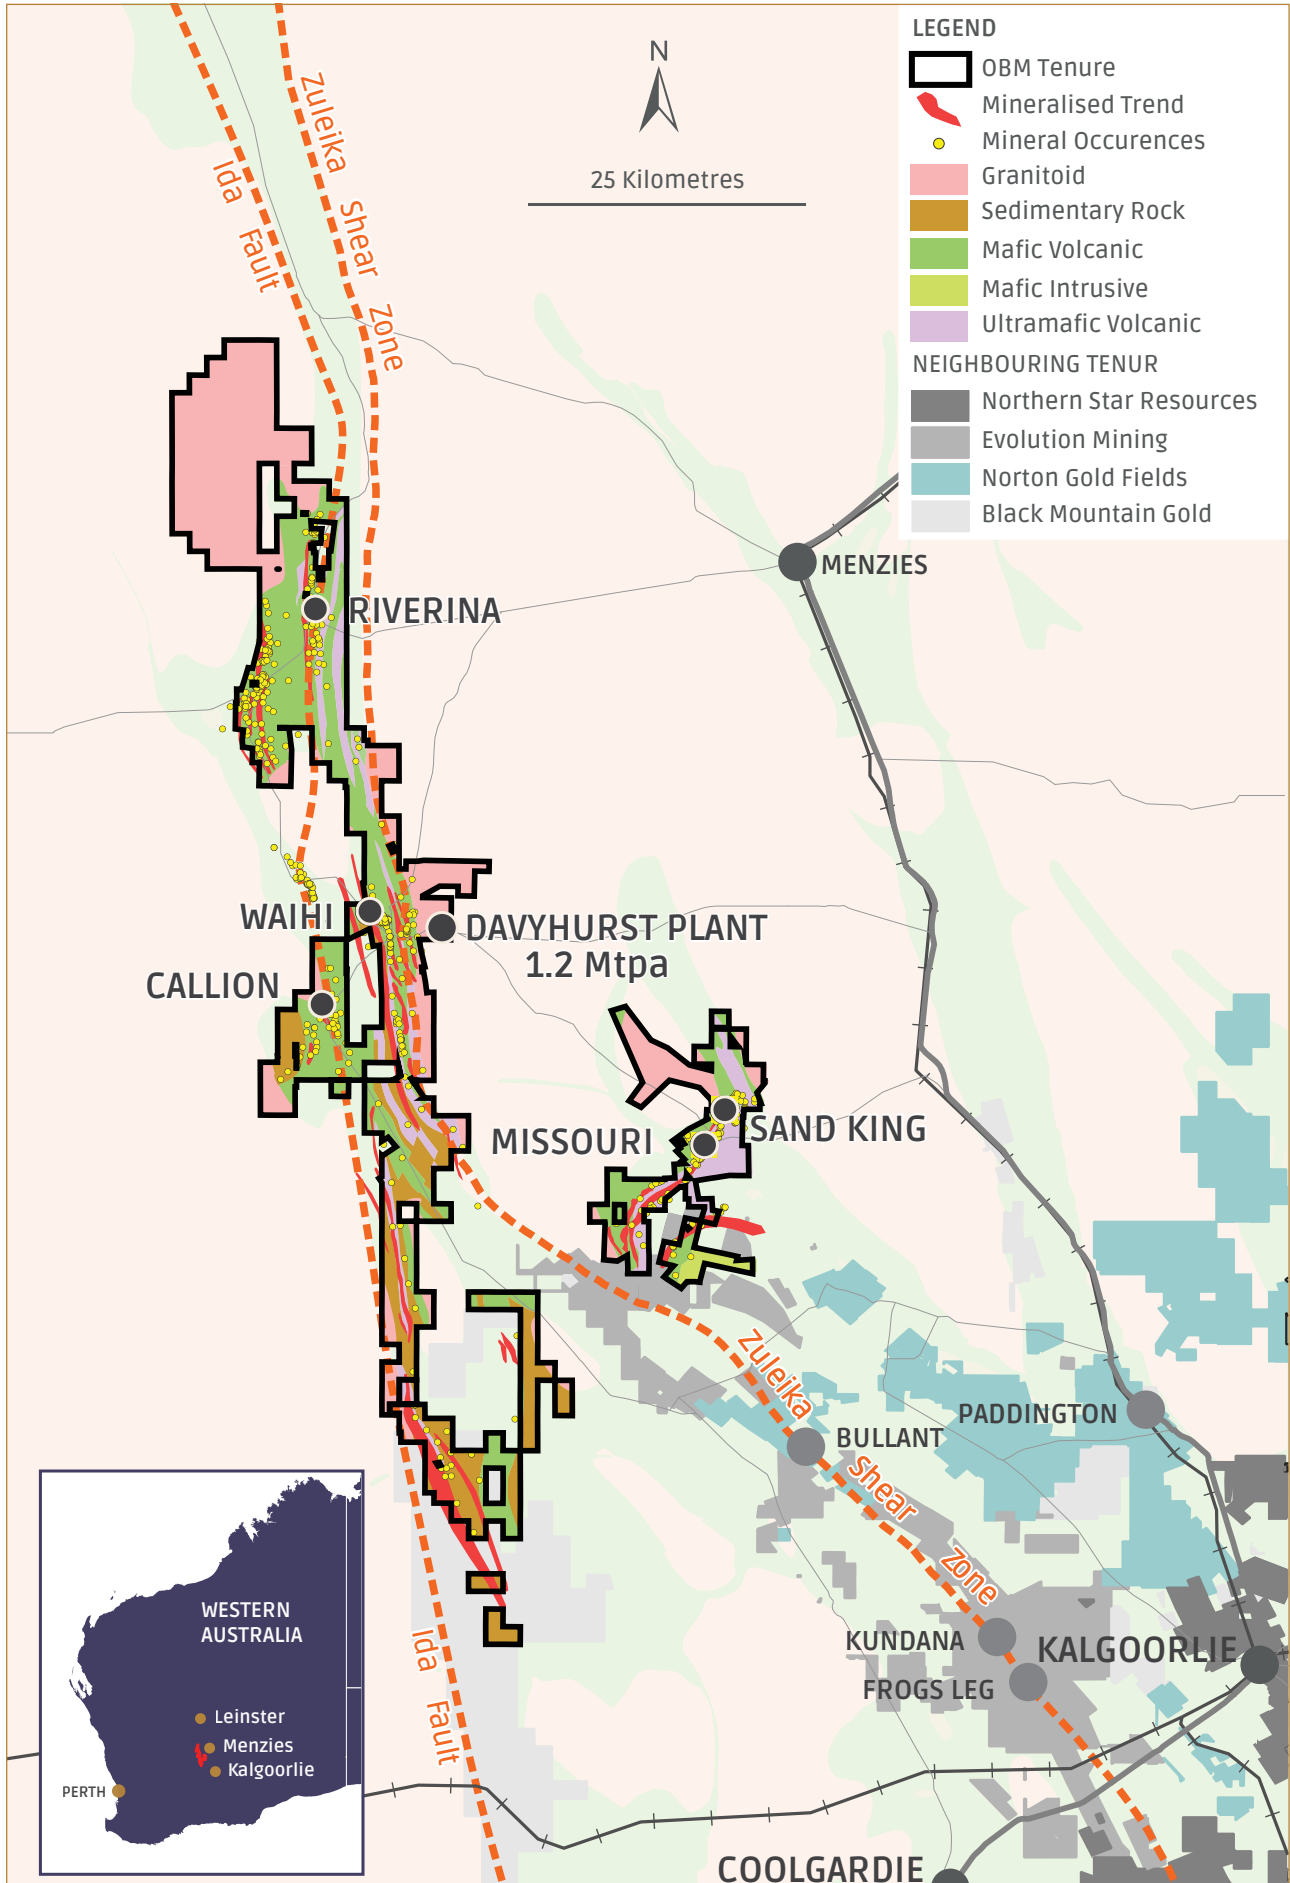 LEGEND
OBM Tenure
Mineralised Trend
Mineral Occurences
Granitoid
Sedimentary Rock
Mafic Volcanic
Mafic Intrusive
Ultramafic Volcanic
NEIGHBOURING TENUR
Northern Star Resources
Evolution Mining
Norton Gold Fields
Black Mountain Gold
N
25 Kilometres
Zuleika Shear Zone
Ida Fault
MENZIES
RIVERINA
WAIHI
DAVYHURST PLANT
1.2 Mtpa
CALLION
SAND KING
MISSOURI
Zuleika Shear Zone
PADDINGTON
BULLANT
KUNDANA
KALGOORLIE
FROGS LEG
Ida Fault
COOLGARDIE
WESTERN
AUSTRALIA
Leinster
Menzies
Kalgoorlie
PERTH